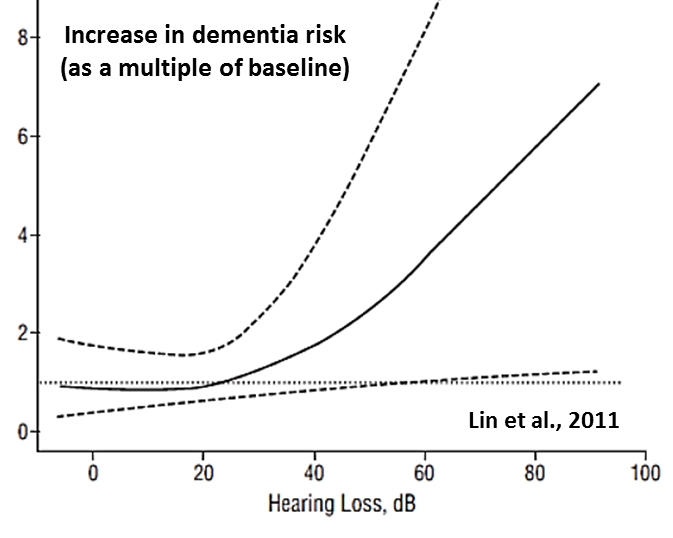 Increase in dementia risk
(as a multiple of baseline)
8
6
4
2
0
Lin et al., 2011
0 20 40 60 80 100
Hearing Loss, dB